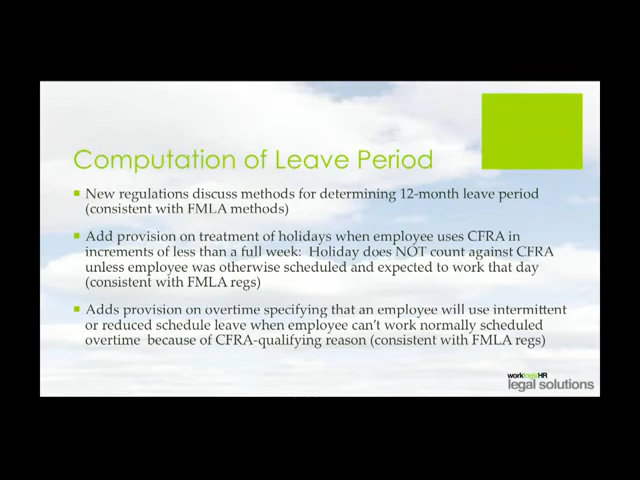 Computation of Leave Period
New regulations discuss methods for determining 12-month leave period
(consistent with FMLA methods)
Add provision on treatment of holidays when employee uses CFRA in
increments of less than a full week:  Holiday does NOT count against CFRA
unless employee was otherwise scheduled and expected to work that day
(consistent with FMLA regs)
Adds provision on overtime specifying that an employee will use intermittent
or reduced schedule leave when employee can't work normally scheduled
overtime  because of CFRA-qualifying reason (consistent with FMLA regs)
worklogicHR
legal solutions